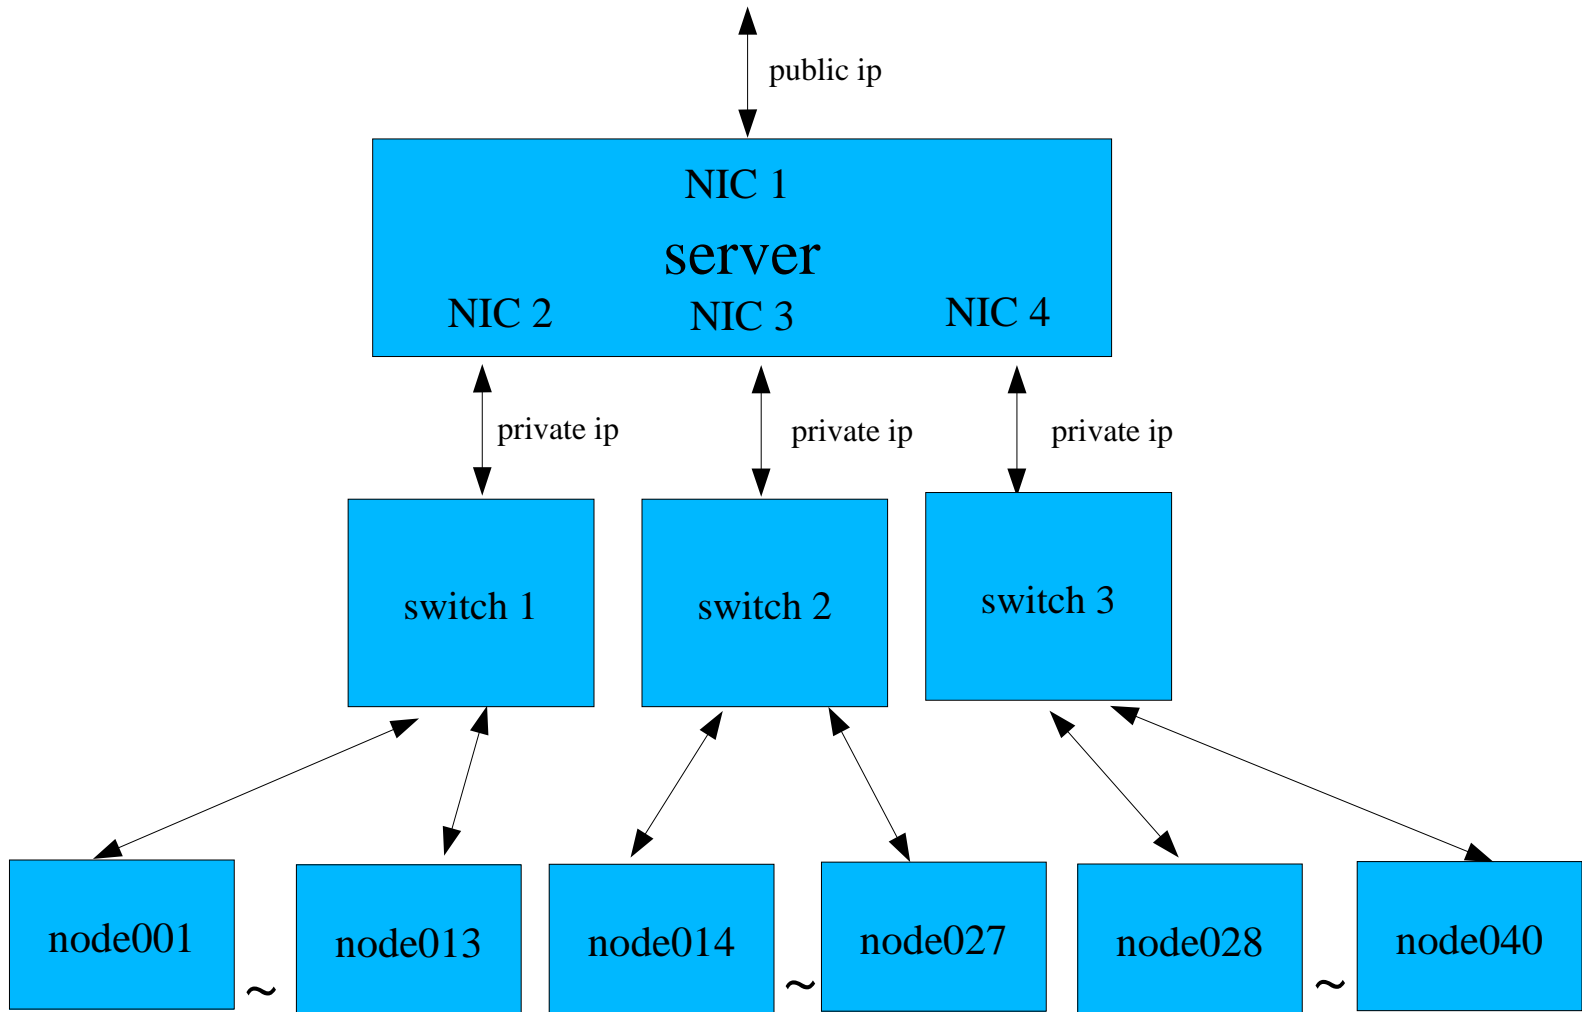 public ip
NIC 1
server
NIC 2
NIC 3
NIC 4
private ip
private ip
private ip
switch 1
switch 2
switch 3
node001
~
node013
node014
~
node027
node028
~
node040